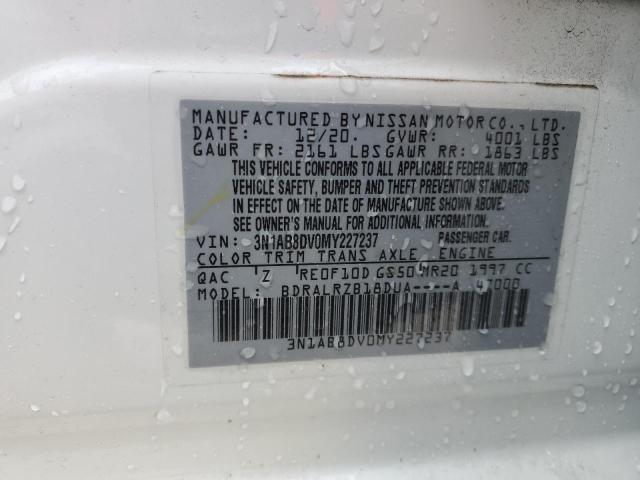 MANUFACTURED BY NISSAN MOTOR CO., LTD.
DATE: 12/20. GVWR: 4001 LBS
GAWR FR: 2161 LBS GAWR RR: 1863 LBS
THIS VEHICLE CONFORMS TO ALL APPLICABLE FEDERAL MOTOR
VEHICLE SAFETY, BUMPER AND THEFT PREVENTION STANDARDS
IN EFFECT ON THE DATE OF MANUFACTURE SHOWN ABOVE.
SEE OWNER'S MANUAL FOR ADDITIONAL INFORMATION.
VIN: 3N1AB8DV0MY227237 PASSENGER CAR.
COLOR TRIM TRANS AXLE ENGINE
QAC Z RE0F10D GS50 MR20 1997 CC
MODEL: BDRALRZB18DUA----A 47000
3N1AB8DV0MY227237